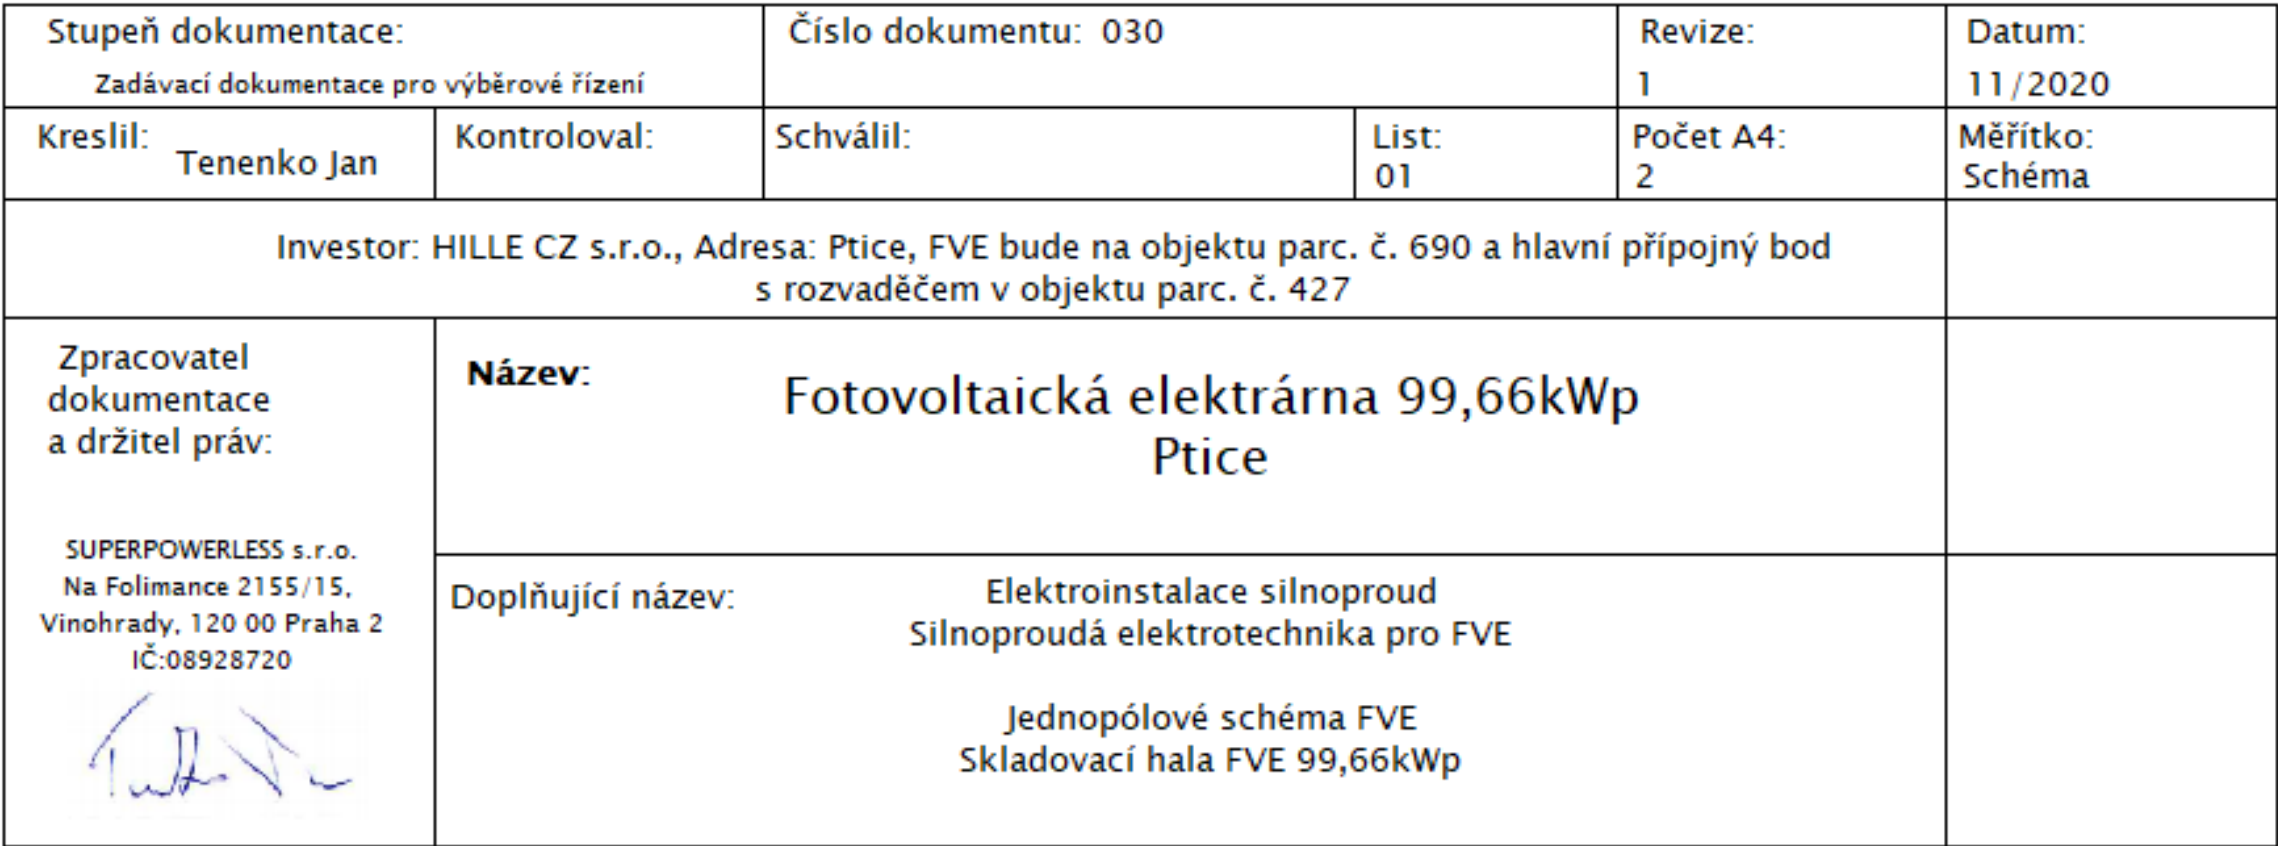 Stupeň dokumentace:
Zadávací dokumentace pro výběrové řízení
Číslo dokumentu: 030
Revize:
1
Datum:
11/2020
Kreslil:
Tenenko Jan
Kontroloval:
Schválil:
List:
01
Počet A4:
2
Měřítko:
Schéma
Investor: HILLE CZ s.r.o., Adresa: Ptice, FVE bude na objektu parc. č. 690 a hlavní přípojný bod
s rozvaděčem v objektu parc. č. 427
Zpracovatel
dokumentace
a držitel práv:
SUPERPOWERLESS s.r.o.
Na Folimance 2155/15,
Vinohrady, 120 00 Praha 2
IČ:08928720
Název:
Fotovoltaická elektrárna 99,66kWp
Ptice
Doplňující název:
Elektroinstalace silnoproud
Silnoproudá elektrotechnika pro FVE
Jednopólové schéma FVE
Skladovací hala FVE 99,66kWp